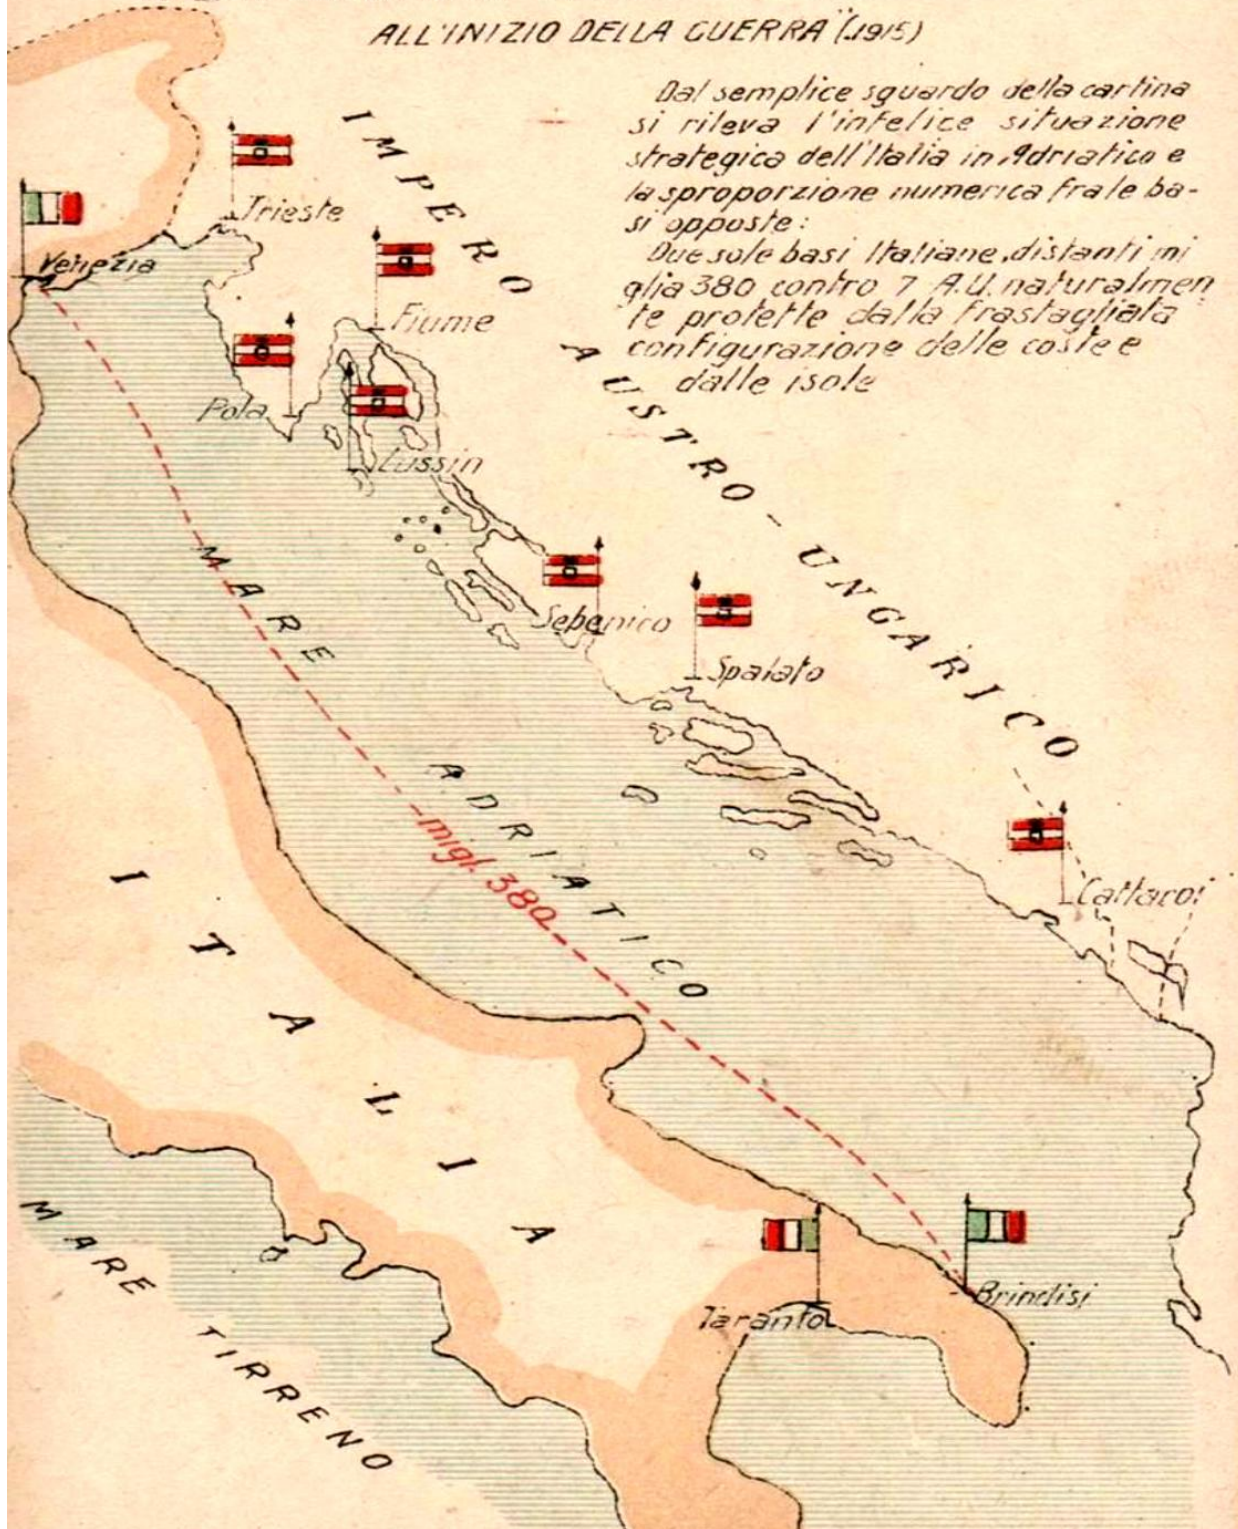 ALL'INIZIO DELLA GUERRA" (1915)
Dal semplice sguardo della cartina
si rileva l'infelice situazione
strategica dell'Italia in Adriatico e
la sproporzione numerica fra le ba-
si opposte:
Due sole basi Italiane, distanti mi
glia 380 contro 7 A.U. naturalmen
te protette dalla frastagliata
configurazione delle coste e
dalle isole
IMPERO AUSTRO-UNGARICO
Trieste
Venezia
Fiume
Pola
Lussin
Sebenico
Spalato
Cattaro
MARE ADRIATICO
migl. 380
ITALIA
MARE TIRRENO
Taranto
Brindisi